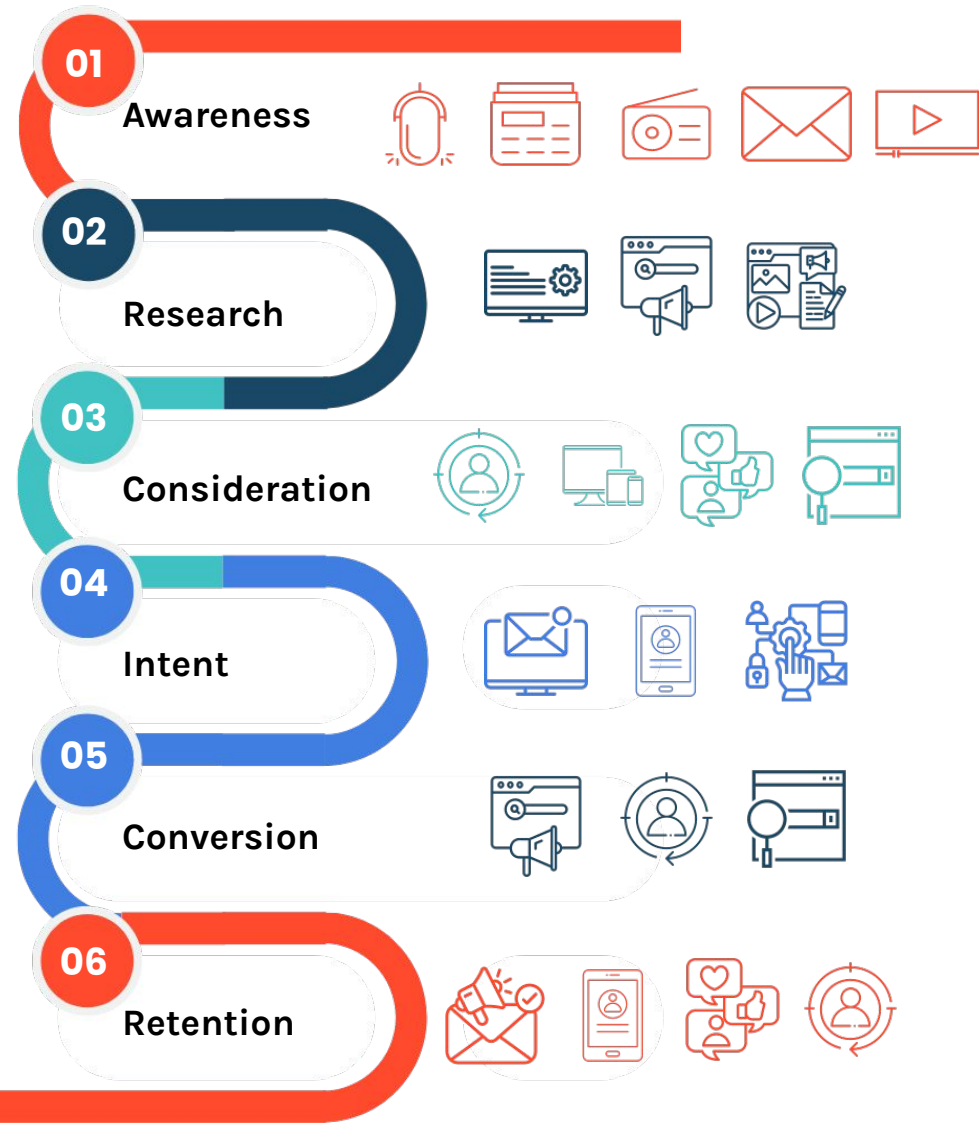 01
Awareness
02
Research
03
Consideration
04
Intent
05
Conversion
06
Retention